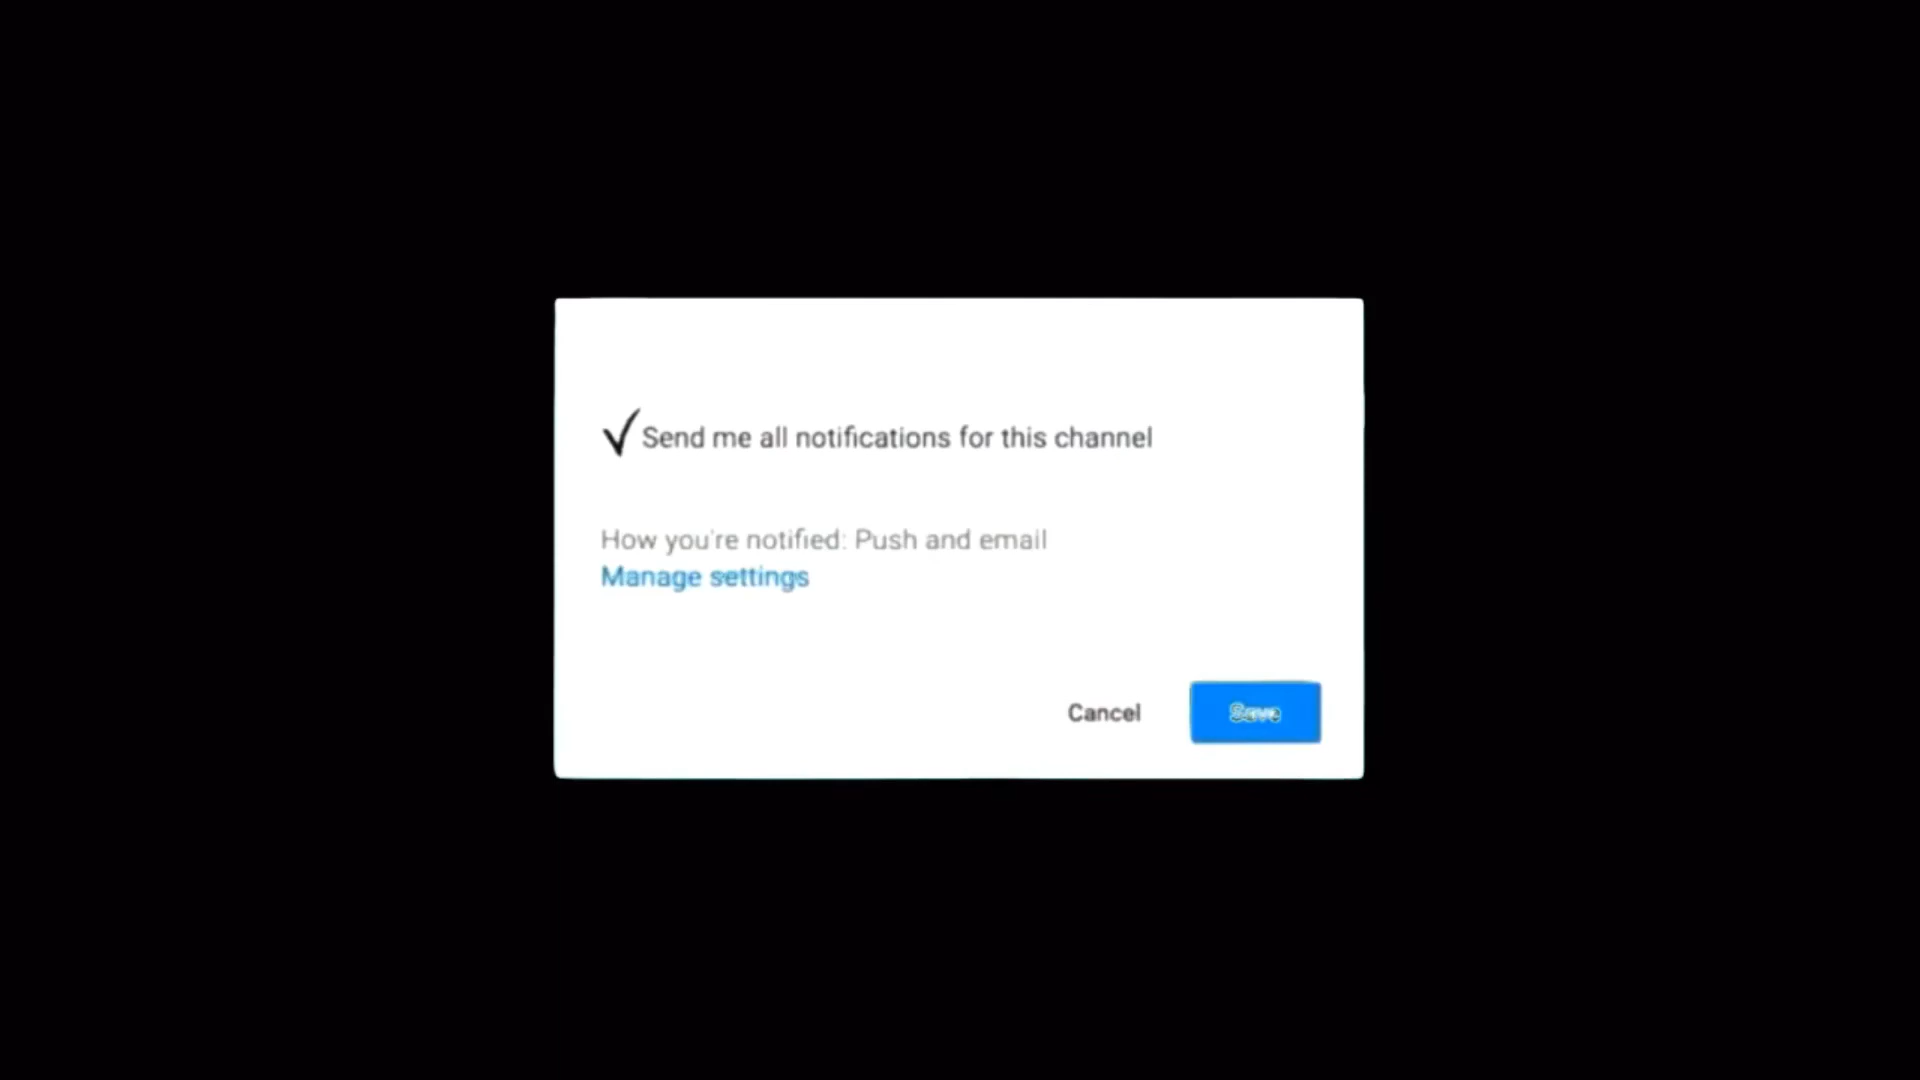 Send me all notifications for this channel
How you're notified: Push and email
Manage settings
Cancel
Save